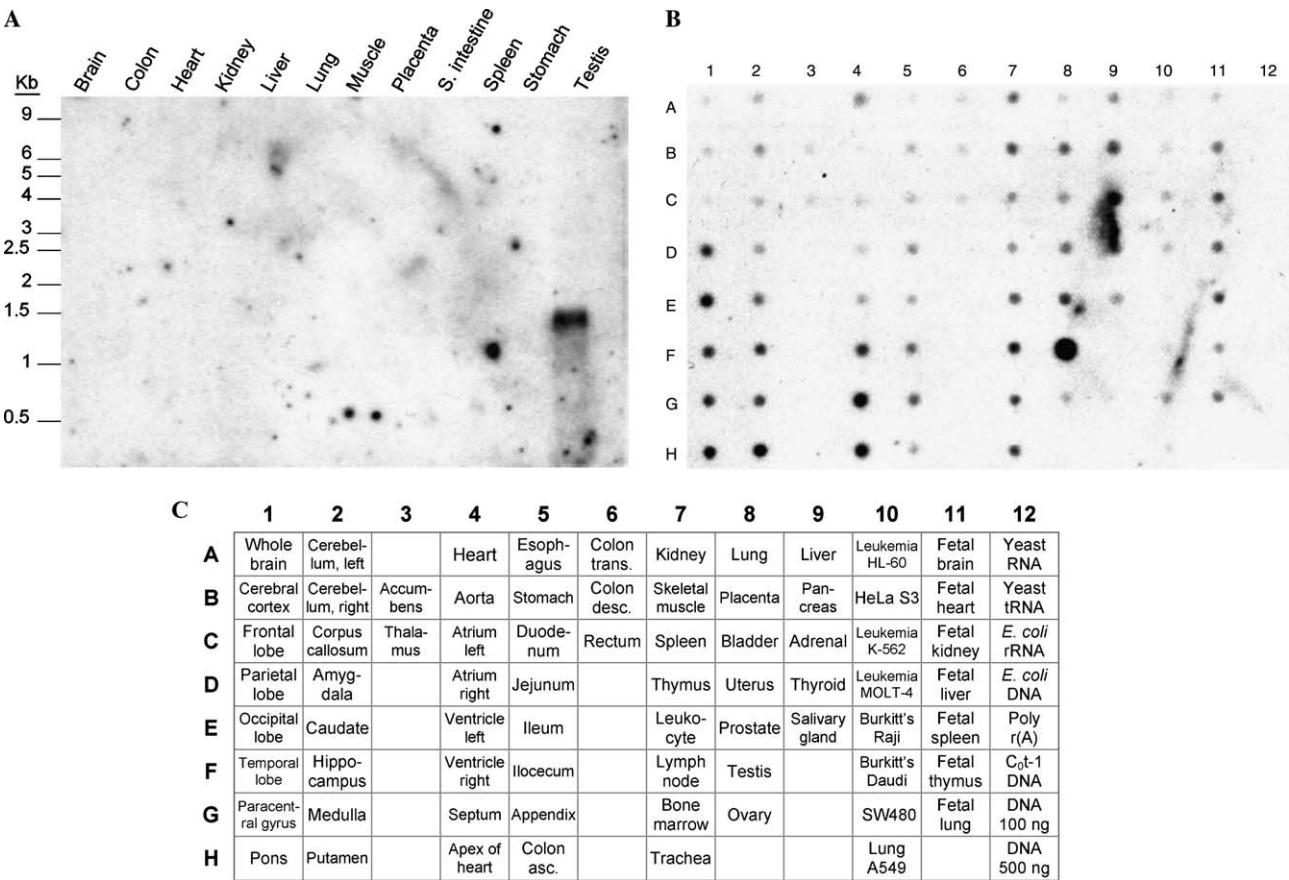 A
Brain Colon Heart Kidney Liver Lung Muscle Placenta S. intestine Spleen Stomach Testis
Kb
9
6
5
4
3
2.5
2
1.5
1
0.5
B
1 2 3 4 5 6 7 8 9 10 11 12
A
B
C
D
E
F
G
H
C
1 2 3 4 5 6 7 8 9 10 11 12
A Whole Cerebel- Heart Esoph- Colon Kidney Lung Liver Leukemia Fetal Yeast
brain lum, left agus trans. HL-60 brain RNA
B Cerebral Cerebel- Accum- Aorta Stomach Colon Skeletal Placenta Pan- HeLa S3 Fetal Yeast
cortex lum, right bens desc. muscle creas heart tRNA
C Frontal Corpus Thala- Atrium Duode- Rectum Spleen Bladder Adrenal Leukemia Fetal E. coli
lobe callosum mus left num K-562 kidney rRNA
D Parietal Amyg- Atrium Jejunum Thymus Uterus Thyroid Leukemia Fetal E. coli
lobe dala right MOLT-4 liver DNA
E Occipital Caudate Ventricle Ileum Leuko- Prostate Salivary Burkitt's Fetal Poly
lobe left cyte gland Raji spleen r(A)
F Temporal Hippo- Ventricle Ilocecum Lymph Testis Burkitt's Fetal C₀t-1
lobe campus right node Daudi thymus DNA
G Paracent- Medulla Septum Appendix Bone Ovary SW480 Fetal DNA
ral gyrus marrow lung 100 ng
H Pons Putamen Apex of Colon Trachea Lung DNA
heart asc. A549 500 ng